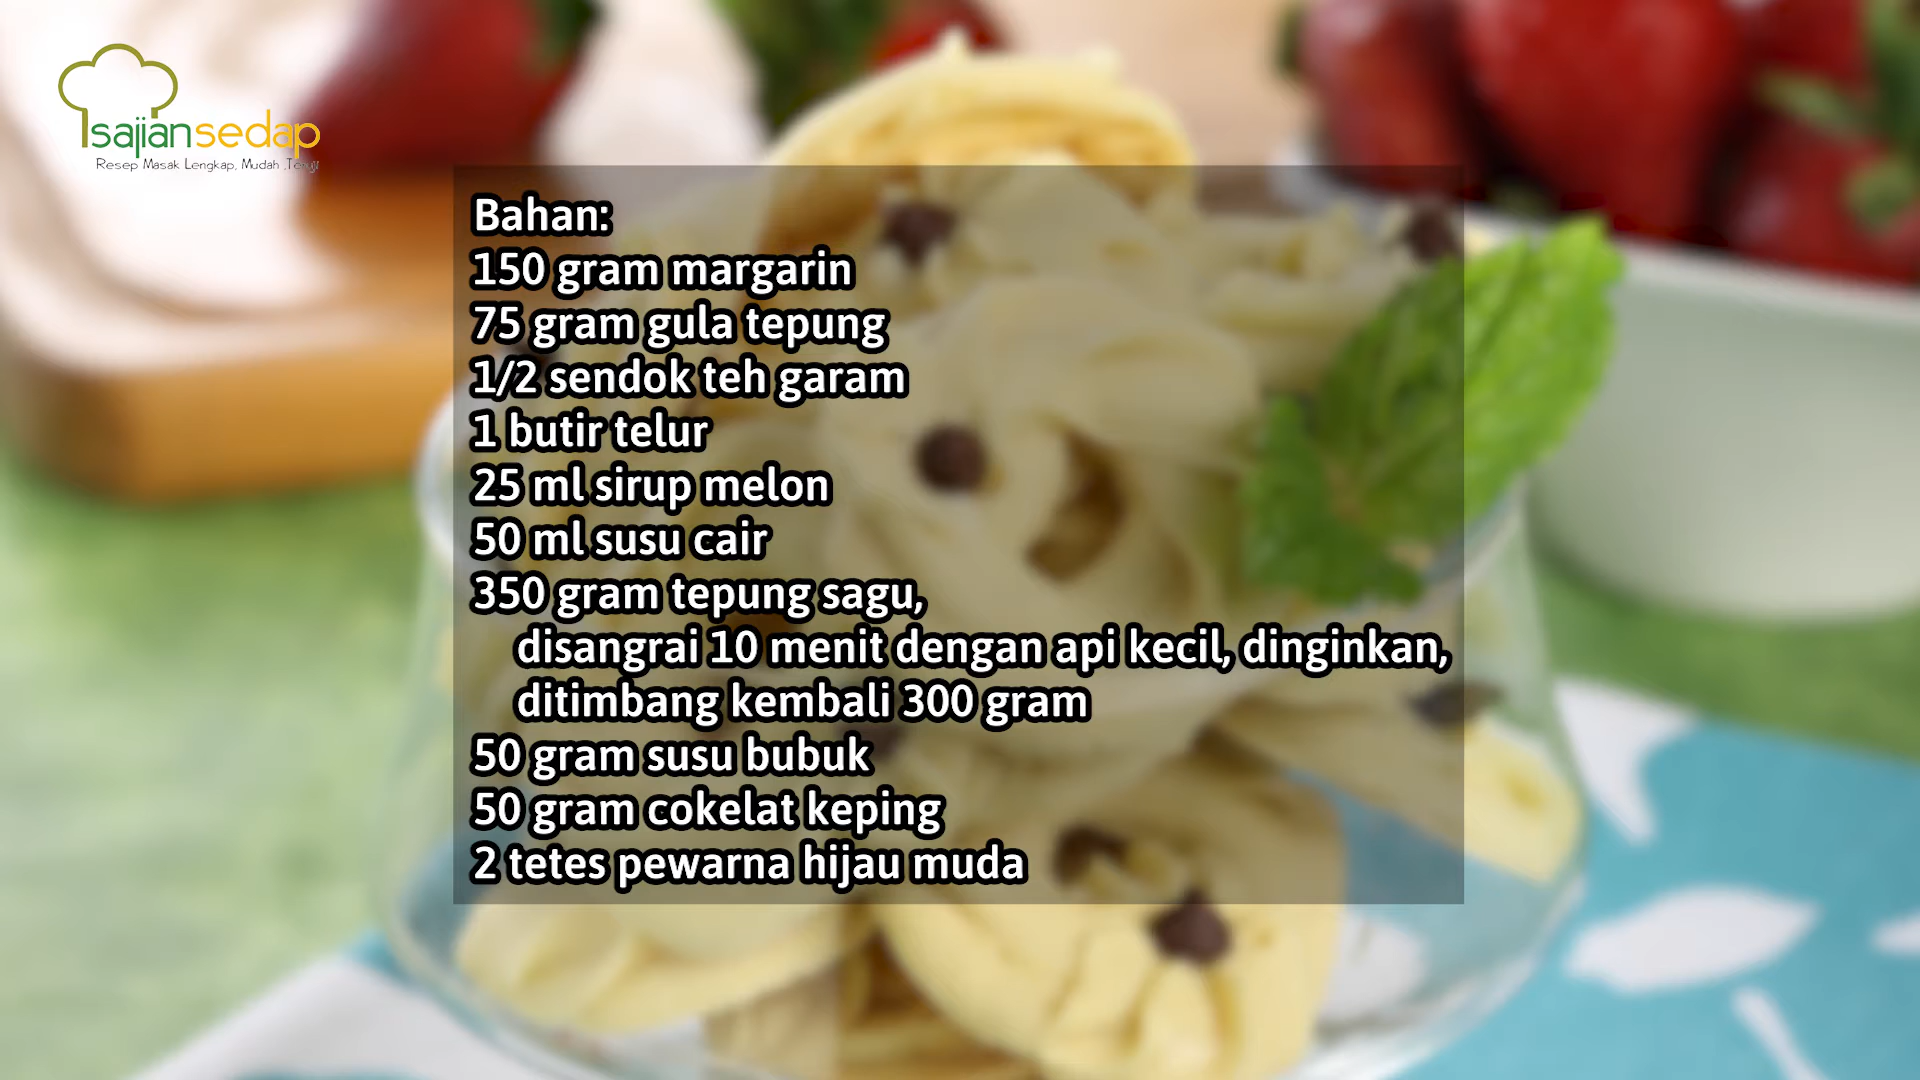 sajiansedap
Resep Masak Lengkap, Mudah ,Teruji
Bahan:
150 gram margarin
75 gram gula tepung
1/2 sendok teh garam
1 butir telur
25 ml sirup melon
50 ml susu cair
350 gram tepung sagu,
disangrai 10 menit dengan api kecil, dinginkan,
ditimbang kembali 300 gram
50 gram susu bubuk
50 gram cokelat keping
2 tetes pewarna hijau muda